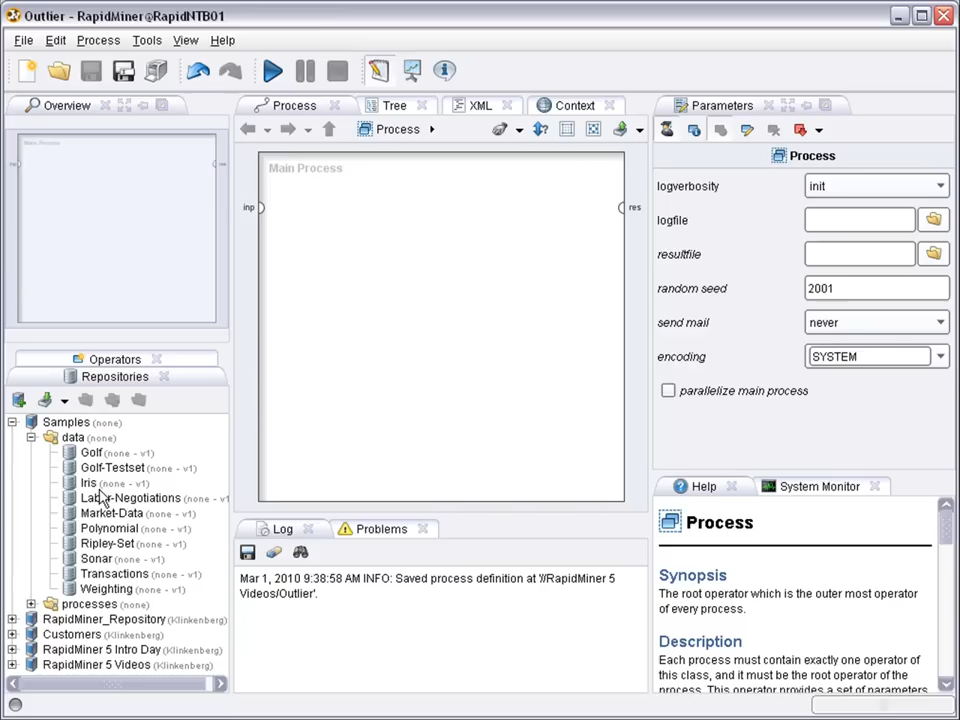 Outlier - RapidMiner@RapidNTB01
File Edit Process Tools View Help
Overview
Process Tree XML Context
Parameters
Process
Main Process
inp
res
Process
logverbosity init
logfile
resultfile
random seed 2001
send mail never
encoding SYSTEM
parallelize main process
Operators
Repositories
Samples (none)
data (none)
Golf (none - v1)
Golf-Testset (none - v1)
Iris (none - v1)
Labor-Negotiations (none - v1
Market-Data (none - v1)
Polynomial (none - v1)
Ripley-Set (none - v1)
Sonar (none - v1)
Transactions (none - v1)
Weighting (none - v1)
processes (none)
RapidMiner_Repository (Klinkenberg)
Customers (Klinkenberg)
RapidMiner 5 Intro Day (Klinkenberg)
RapidMiner 5 Videos (Klinkenberg)
Log Problems
Mar 1, 2010 9:38:58 AM INFO: Saved process definition at '//RapidMiner 5
Videos/Outlier'.
Help System Monitor
Process
Synopsis
The root operator which is the outer most operator
of every process.
Description
Each process must contain exactly one operator of
this class, and it must be the root operator of the
process. This operator provides a set of parameters